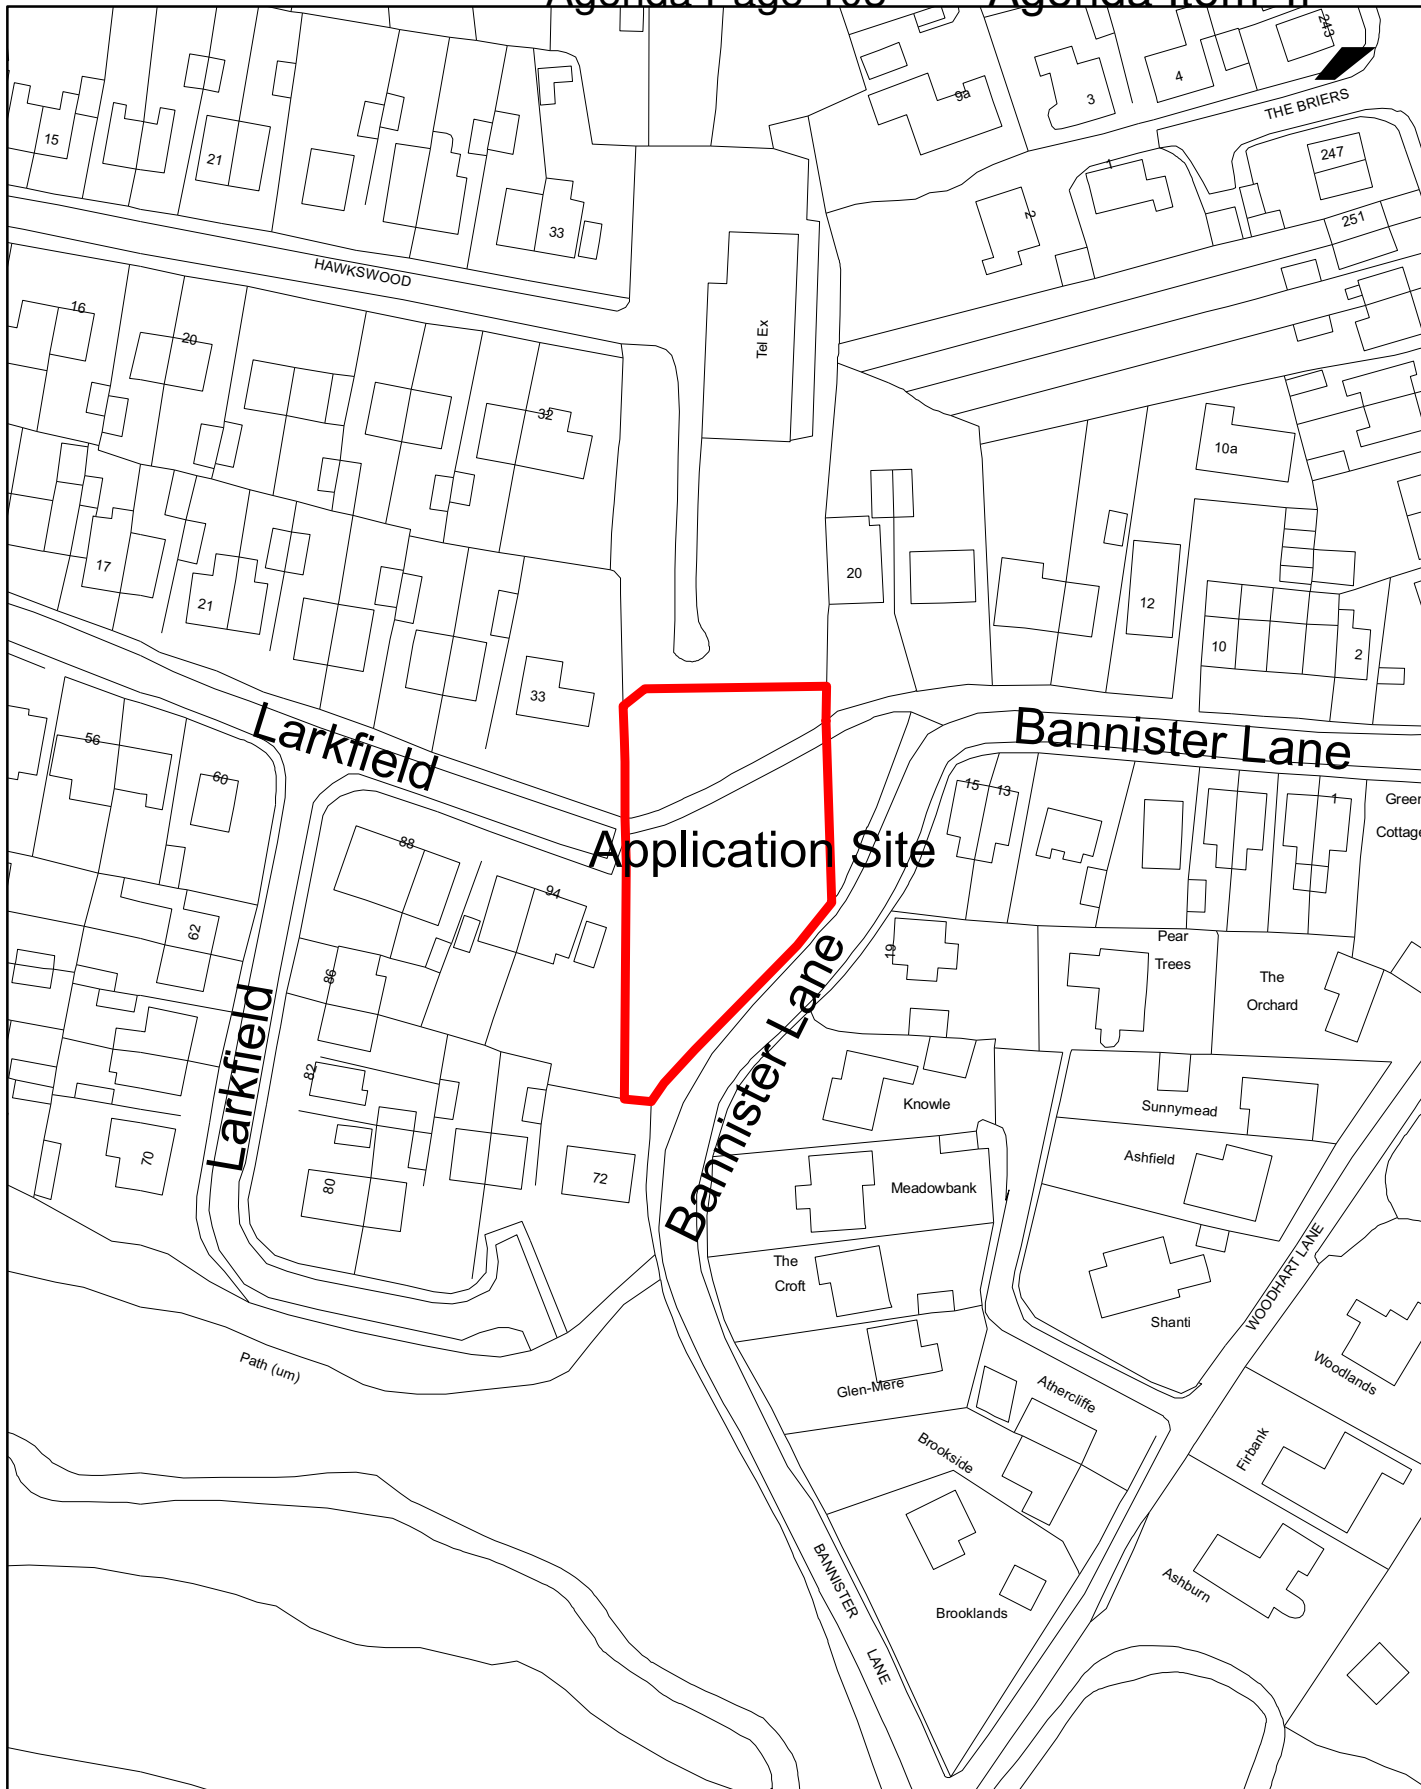 Agenda Page 103
Agenda Item
243
4
9a
3
THE BRIERS
15
21
1
247
2
251
33
HAWKSWOOD
16
20
Tel Ex
32
10a
17
20
21
12
10
2
33
56
Larkfield
Bannister Lane
60
15
13
1
Green
Cottage
88
Application Site
94
62
19
Pear
Trees
The
Orchard
86
Larkfield
Bannister Lane
82
Knowle
Sunnymead
70
80
72
Ashfield
Meadowbank
The
Croft
WOODHART LANE
Shanti
Path (um)
Glen-Mere
Athercliffe
Woodlands
Brookside
Firbank
BANNISTER
LANE
Ashburn
Brooklands